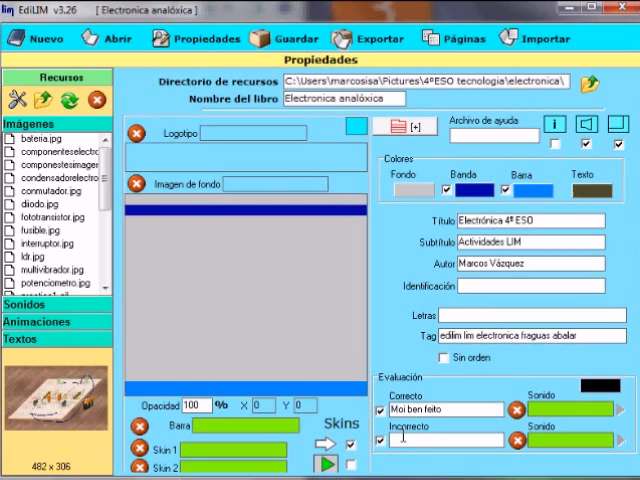 lim EdiLIM v3.26 [ Electronica analóxica ]
Nuevo Abrir Propiedades Guardar Exportar Páginas Importar
Propiedades
Recursos
Imágenes
bateria.jpg
componenteselectro
componestesimager
condensadorelectro
conmutador.jpg
diodo.jpg
fototransistor.jpg
fusible.jpg
interruptor.jpg
ldr.jpg
multivibrador.jpg
potenciometro.jpg
Sonidos
Animaciones
Textos
482 x 306
Directorio de recursos C:\Users\marcosisa\Pictures\4ºESO tecnologia\electronica\
Nombre del libro Electronica analóxica
Logotipo
Imagen de fondo
Opacidad 100 % X 0 Y 0
Barra
Skin 1
Skin 2
Skins
[+]
Archivo de ayuda
i
Colores
Fondo Banda Barra Texto
Título Electrónica 4º ESO
Subtítulo Actividades LIM
Autor Marcos Vázquez
Identificación
Letras
Tag edilim lim electronica fraguas abalar
Sin orden
Evaluación
Correcto Sonido
Moi ben feito
Incorrecto Sonido